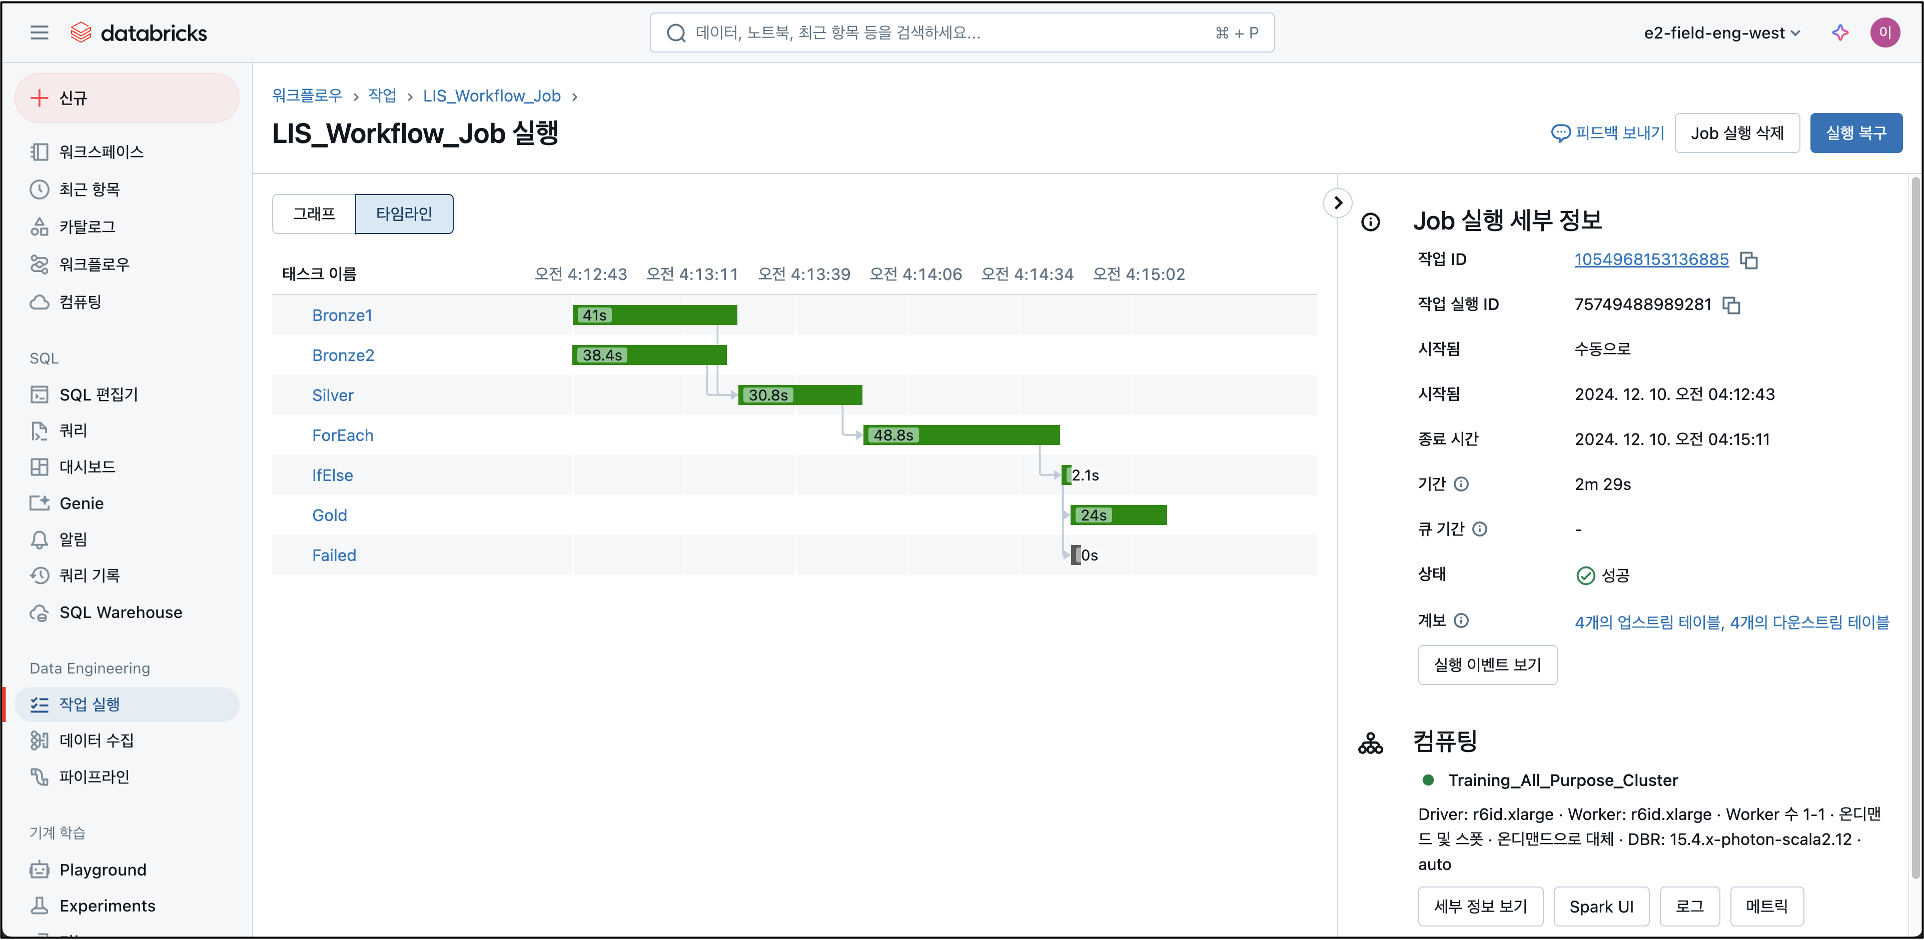 databricks
데이터, 노트북, 최근 항목 등을 검색하세요...
⌘ + P
e2-field-eng-west
이
신규
워크스페이스
최근 항목
카탈로그
워크플로우
컴퓨팅
SQL
SQL 편집기
쿼리
대시보드
Genie
알림
쿼리 기록
SQL Warehouse
Data Engineering
작업 실행
데이터 수집
파이프라인
기계 학습
Playground
Experiments
워크플로우 › 작업 › LIS_Workflow_Job ›
LIS_Workflow_Job 실행
피드백 보내기
Job 실행 삭제
실행 복구
그래프
타임라인
태스크 이름
오전 4:12:43
오전 4:13:11
오전 4:13:39
오전 4:14:06
오전 4:14:34
오전 4:15:02
Bronze1
41s
Bronze2
38.4s
Silver
30.8s
ForEach
48.8s
IfElse
2.1s
Gold
24s
Failed
0s
Job 실행 세부 정보
작업 ID
1054968153136885
작업 실행 ID
75749488989281
시작됨
수동으로
시작됨
2024. 12. 10. 오전 04:12:43
종료 시간
2024. 12. 10. 오전 04:15:11
기간
2m 29s
큐 기간
-
상태
성공
계보
4개의 업스트림 테이블, 4개의 다운스트림 테이블
실행 이벤트 보기
컴퓨팅
Training_All_Purpose_Cluster
Driver: r6id.xlarge · Worker: r6id.xlarge · Worker 수 1-1 · 온디맨
드 및 스폿 · 온디맨드으로 대체 · DBR: 15.4.x-photon-scala2.12 ·
auto
세부 정보 보기
Spark UI
로그
메트릭